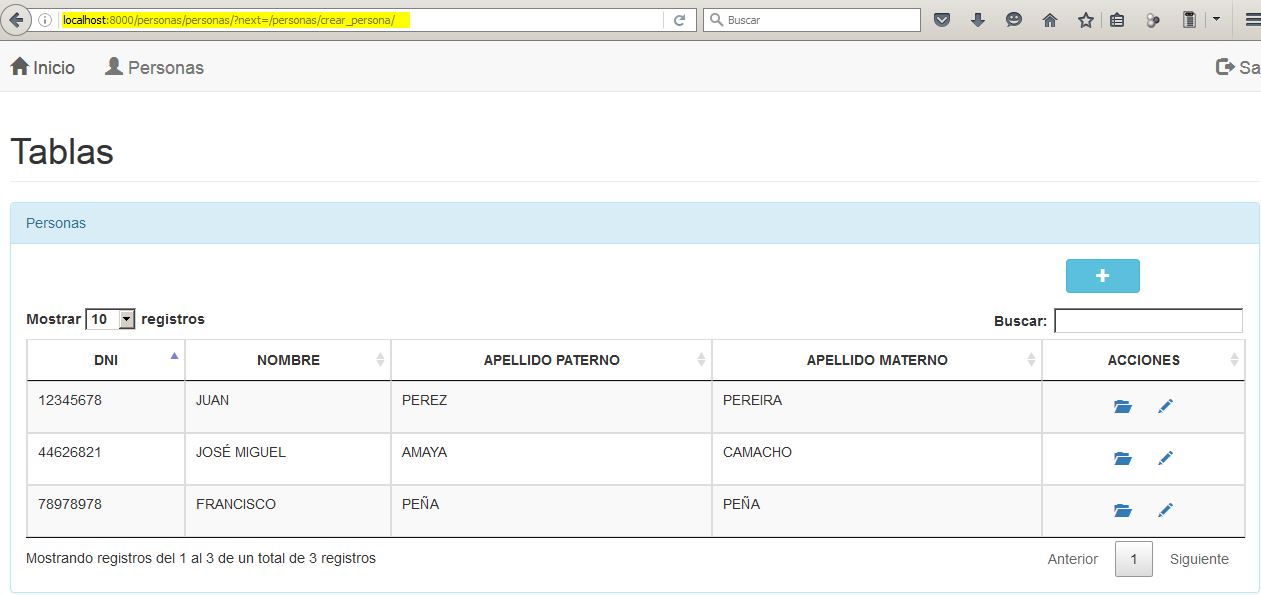 localhost:8000/personas/personas/?next=/personas/crear_persona/
Buscar
Inicio Personas Sa
Tablas
Personas
+
Mostrar 10 registros Buscar:
DNI NOMBRE APELLIDO PATERNO APELLIDO MATERNO ACCIONES
12345678 JUAN PEREZ PEREIRA
44626821 JOSÉ MIGUEL AMAYA CAMACHO
78978978 FRANCISCO PEÑA PEÑA
Mostrando registros del 1 al 3 de un total de 3 registros Anterior 1 Siguiente